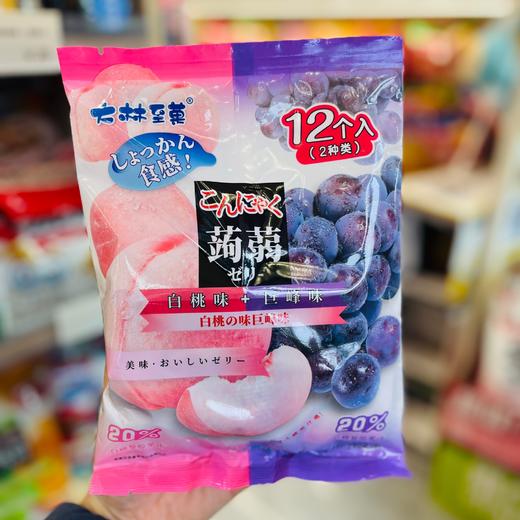 大林至菓®
しょっかん
食感!
12个入
(2种类)
こんにゃく
蒟蒻
ゼリー
白桃味 + 巨峰味
白桃の味巨峰味
美味・おいしいゼリー
20%
20%